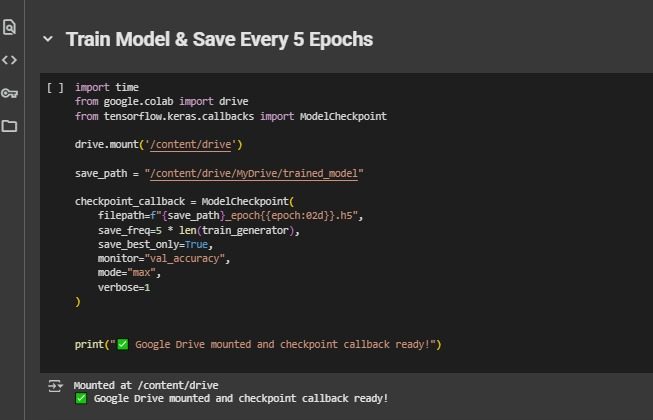 Train Model & Save Every 5 Epochs
[ ] import time
from google.colab import drive
from tensorflow.keras.callbacks import ModelCheckpoint
drive.mount('/content/drive')
save_path = "/content/drive/MyDrive/trained_model"
checkpoint_callback = ModelCheckpoint(
    filepath=f"{save_path}_epoch{{epoch:02d}}.h5",
    save_freq=5 * len(train_generator),
    save_best_only=True,
    monitor="val_accuracy",
    mode="max",
    verbose=1
)
print("✅ Google Drive mounted and checkpoint callback ready!")
Mounted at /content/drive
✅ Google Drive mounted and checkpoint callback ready!